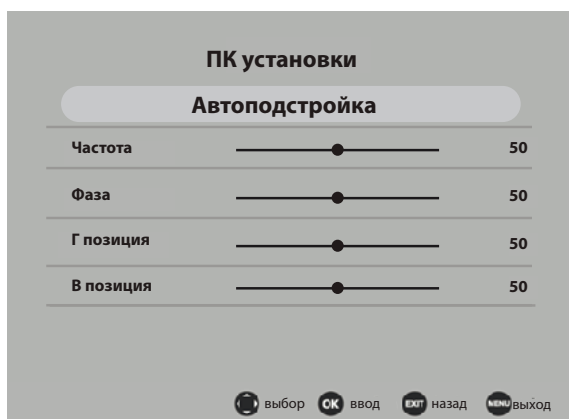 ПК установки
Автоподстройка
Частота 50
Фаза 50
Г позиция 50
В позиция 50
выбор OK ввод EXIT назад MENU выход